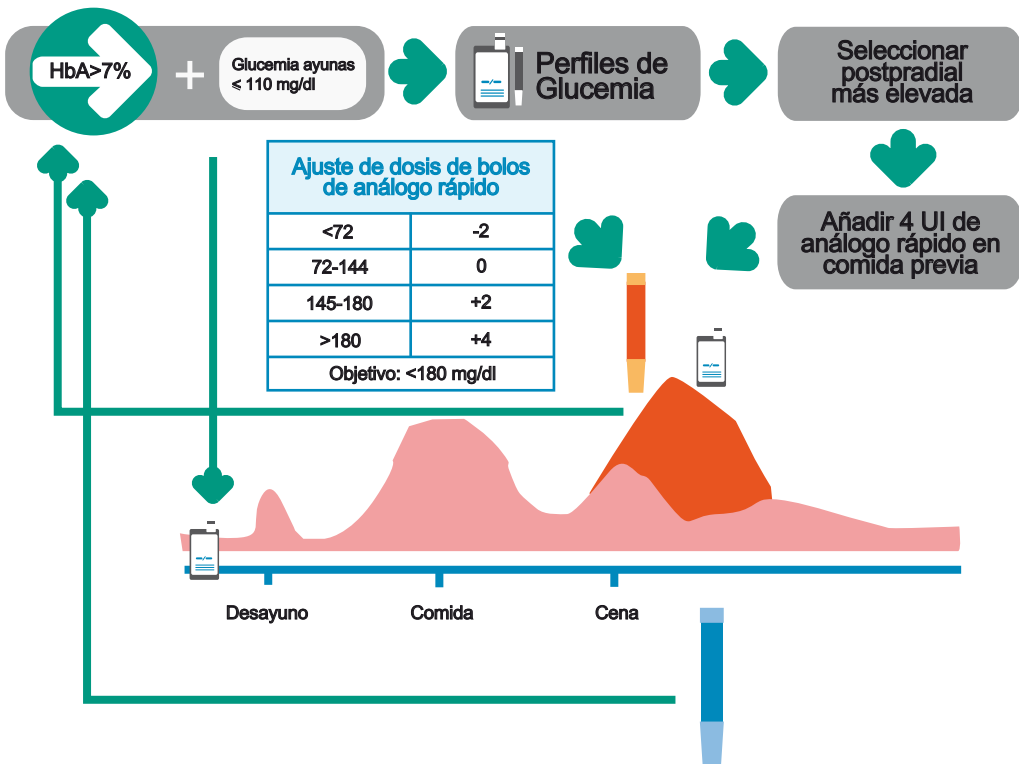 HbA>7%
+
Glucemia ayunas
≤ 110 mg/dl
Perfiles de
Glucemia
Seleccionar
postpradial
más elevada
Ajuste de dosis de bolos
de análogo rápido
<72 -2
72-144 0
145-180 +2
>180 +4
Objetivo: <180 mg/dl
Añadir 4 UI de
análogo rápido en
comida previa
Desayuno
Comida
Cena